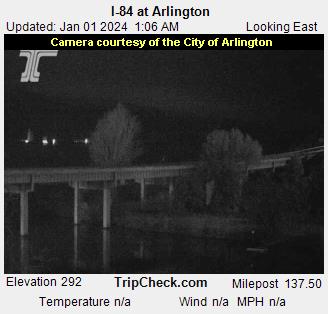 I-84 at Arlington
Updated: Jan 01 2024 1:06 AM Looking East
Camera courtesy of the City of Arlington
Elevation 292 TripCheck.com Milepost 137.50
Temperature n/a Wind n/a MPH n/a